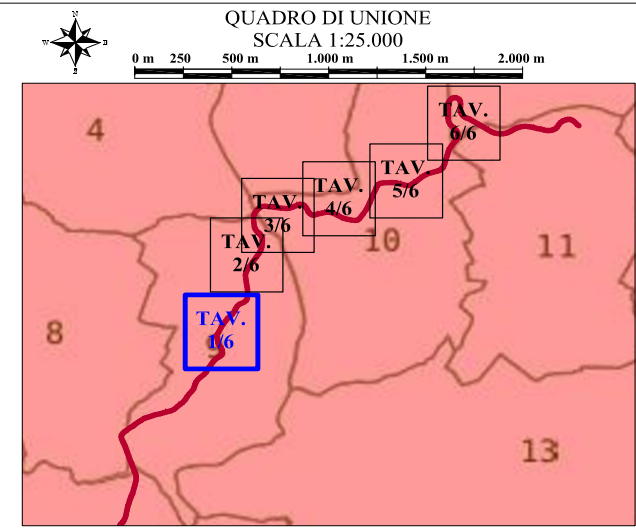 QUADRO DI UNIONE
SCALA 1:25.000
N
W
E
S
0 m 250 500 m 1.000 m 1.500 m 2.000 m
4
TAV.
6/6
TAV.
5/6
TAV.
4/6
TAV.
3/6
10
11
TAV.
2/6
8
TAV.
1/6
13